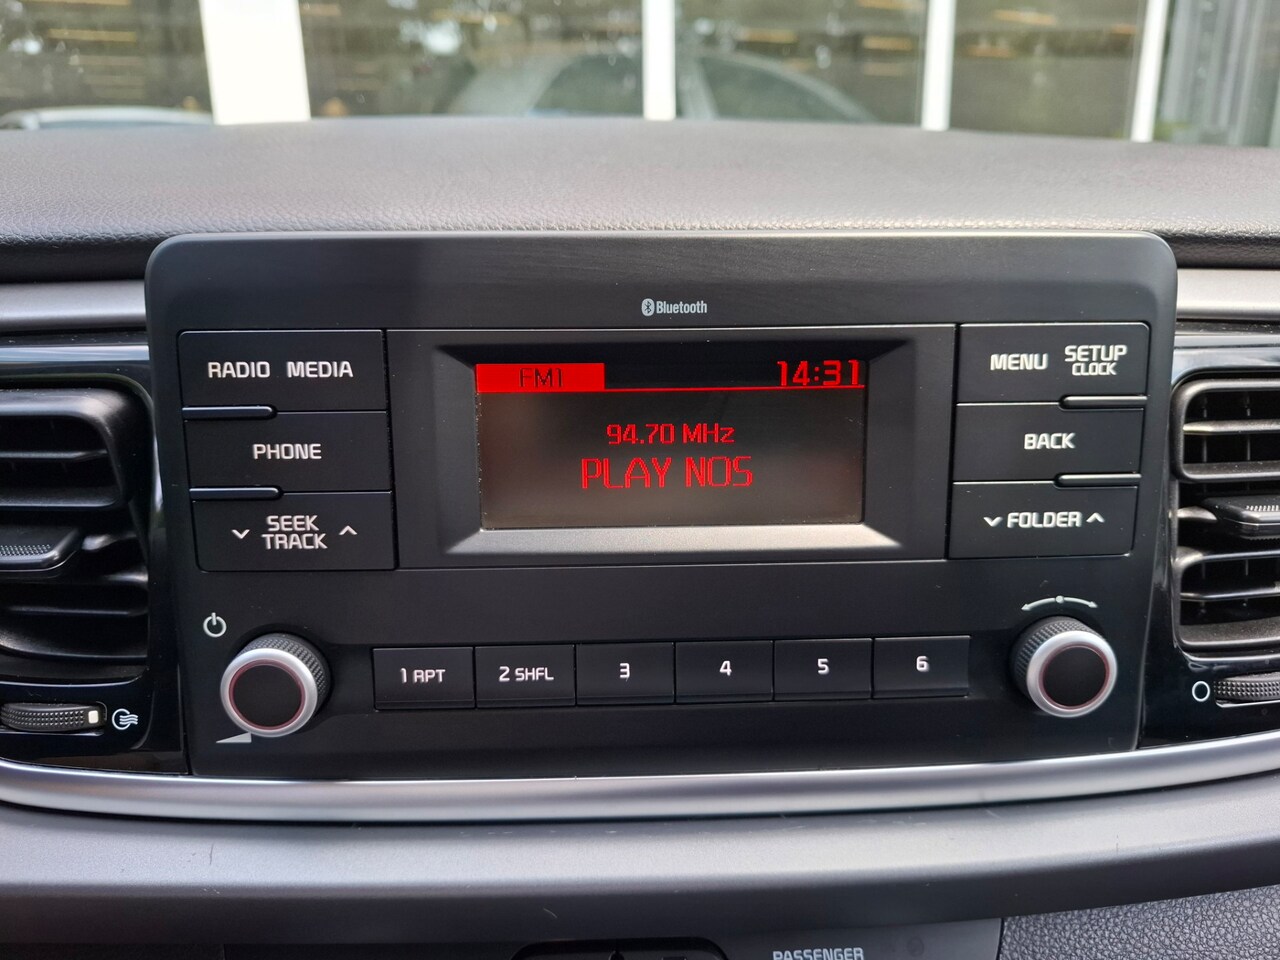 Bluetooth
RADIO MEDIA
PHONE
SEEK
TRACK
FM1 14:31
94.70 MHz
PLAY NOS
MENU SETUP
CLOCK
BACK
FOLDER
1 RPT 2 SHFL 3 4 5 6
PASSENGER